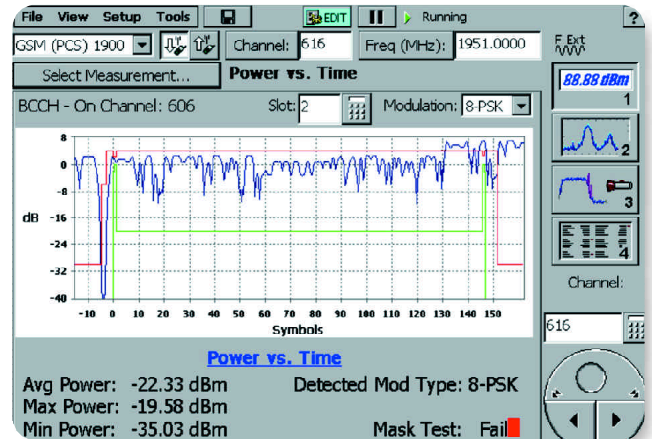 File View Setup Tools EDIT Running ?
GSM (PCS) 1900 Channel: 616 Freq (MHz): 1951.0000 F Ext
Select Measurement... Power vs. Time
88.88 dBm
1
BCCH - On Channel: 606 Slot: 2 Modulation: 8-PSK
2
3
4
8
0
-8
dB -16
-24
-32
-40
-10 0 10 20 30 40 50 60 70 80 90 100 110 120 130 140 150
Symbols
Channel:
616
Power vs. Time
Avg Power: -22.33 dBm Detected Mod Type: 8-PSK
Max Power: -19.58 dBm
Min Power: -35.03 dBm Mask Test: Fail